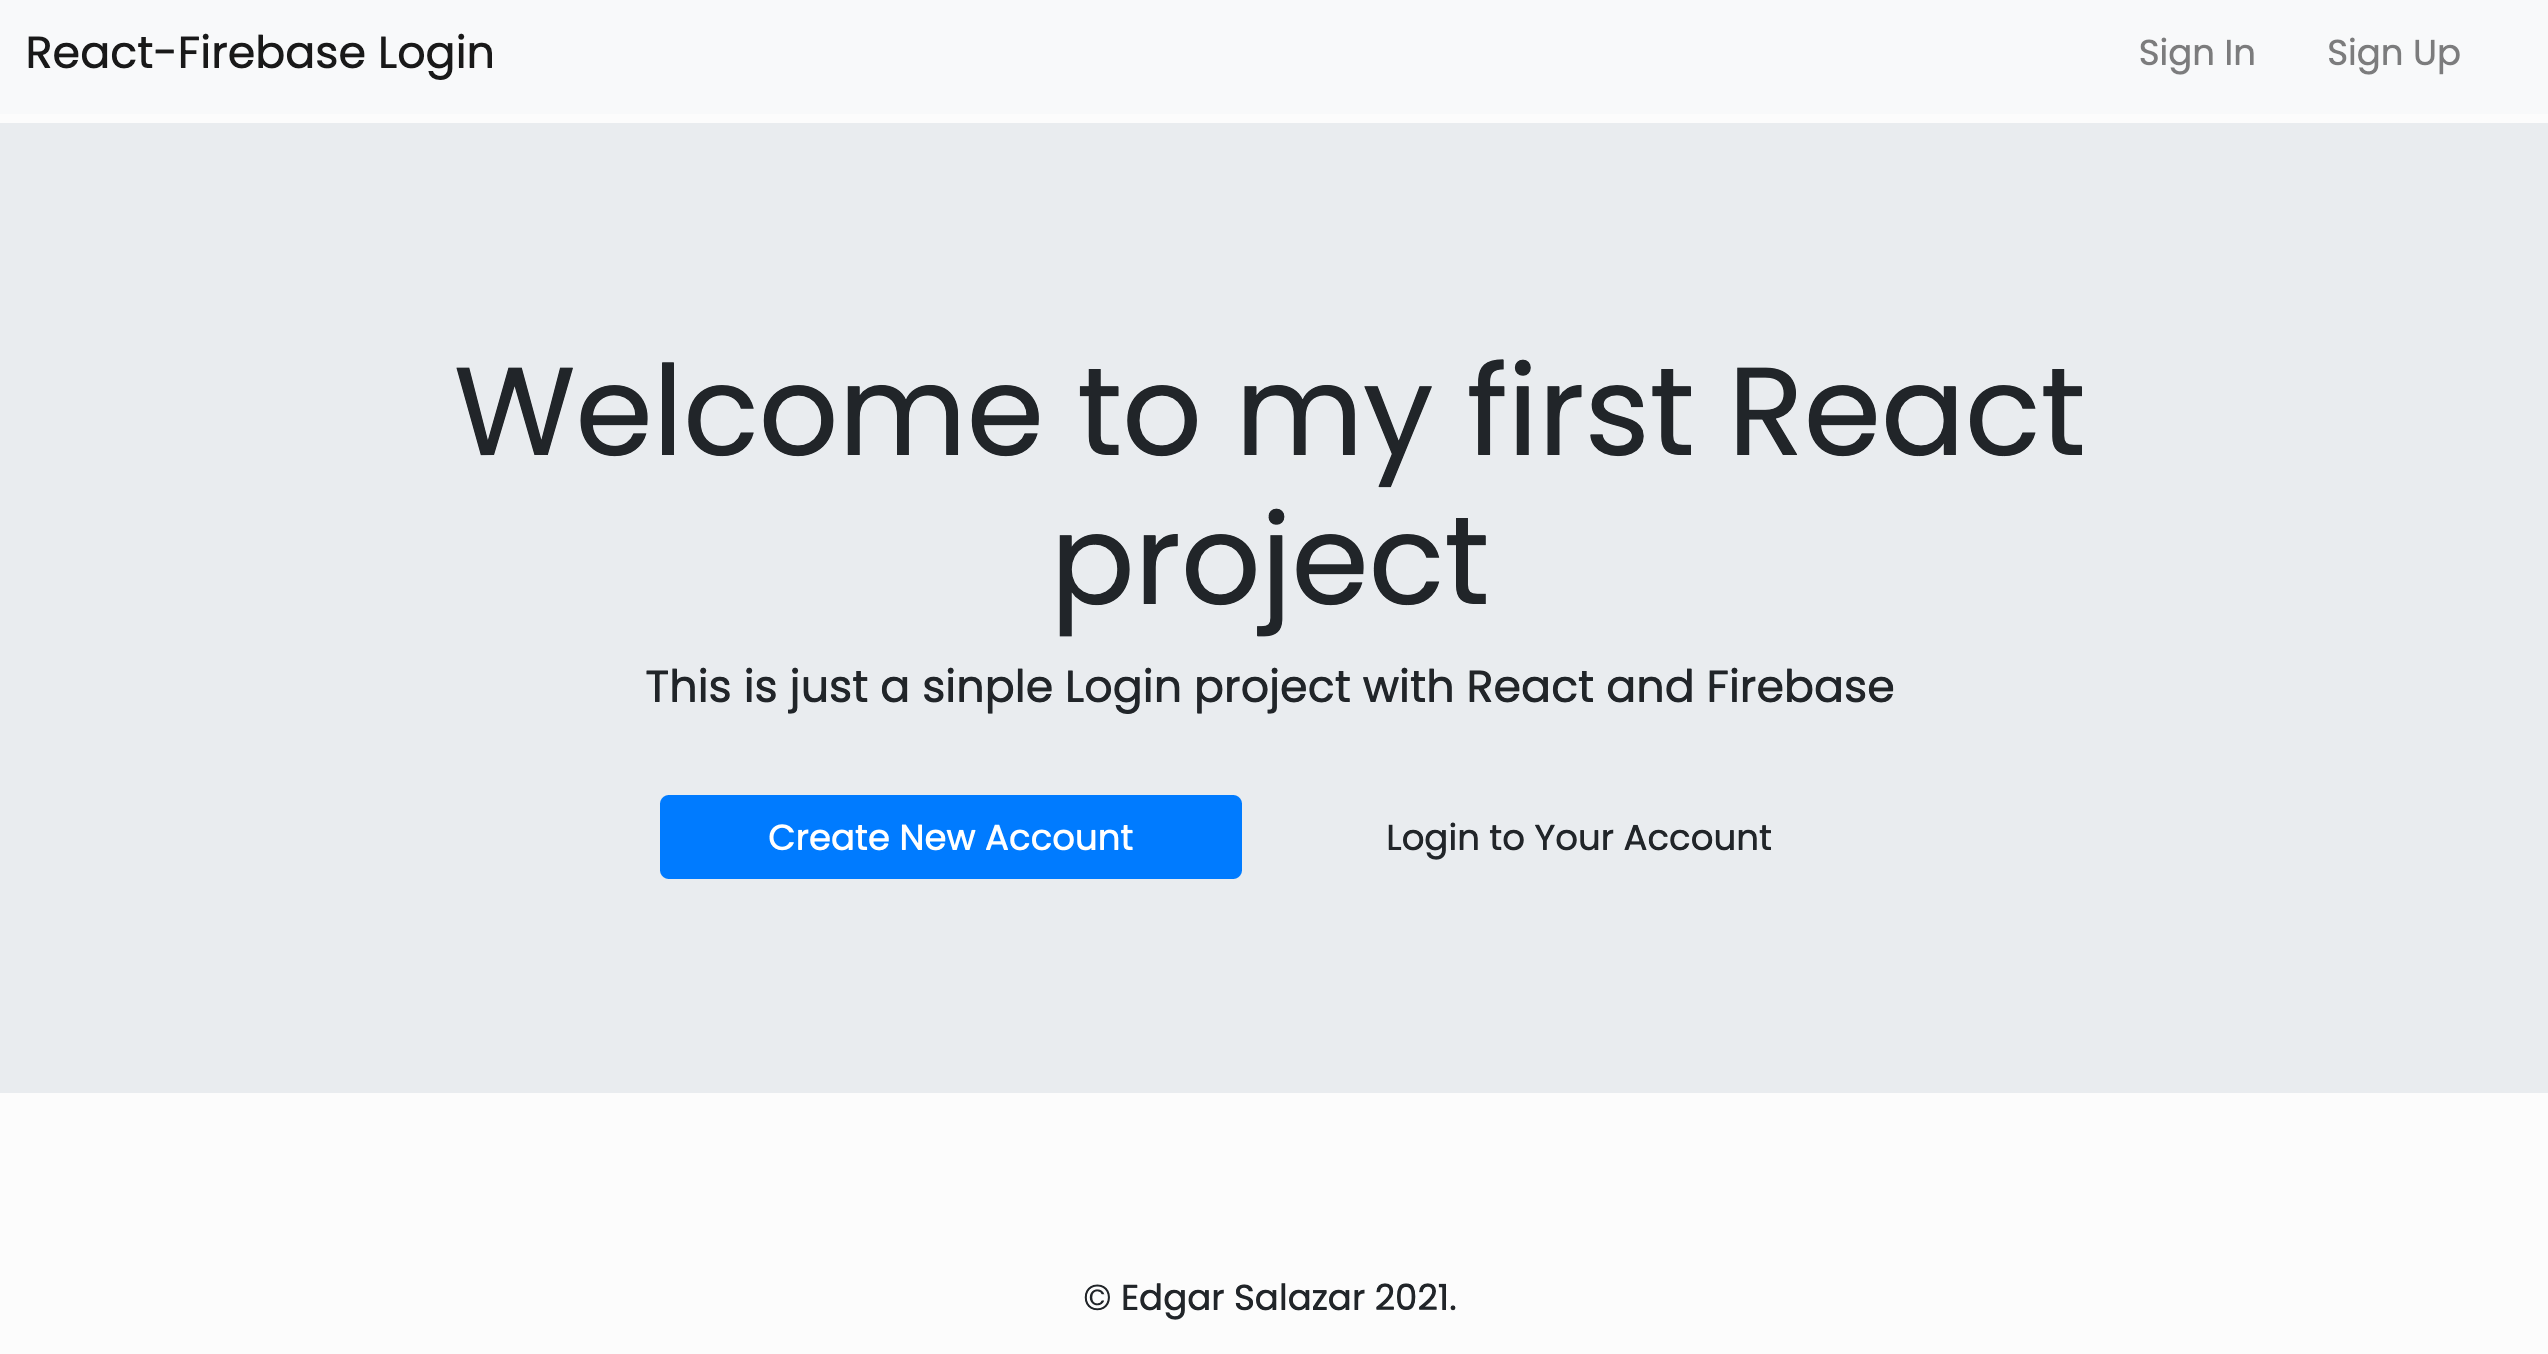 React-Firebase Login
Sign In
Sign Up
Welcome to my first React
project
This is just a sinple Login project with React and Firebase
Create New Account
Login to Your Account
© Edgar Salazar 2021.